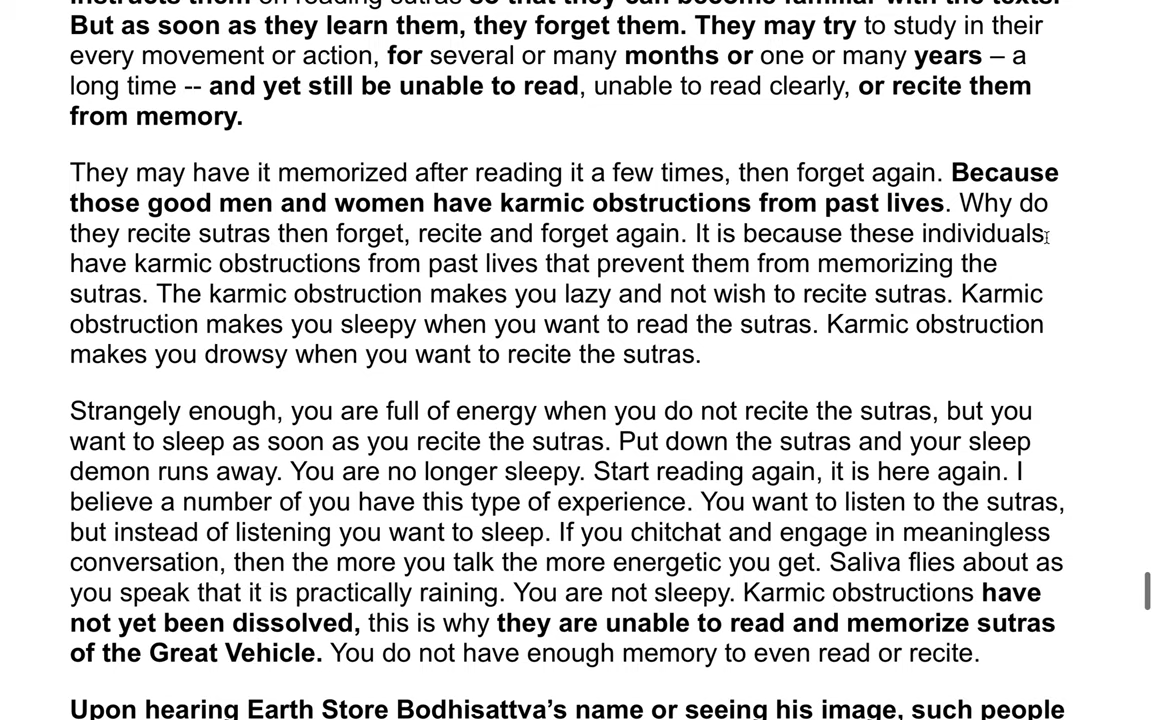 instructs them on reading sutras so that they can become familiar with the texts.
But as soon as they learn them, they forget them. They may try to study in their
every movement or action, for several or many months or one or many years – a
long time -- and yet still be unable to read, unable to read clearly, or recite them
from memory.
They may have it memorized after reading it a few times, then forget again. Because
those good men and women have karmic obstructions from past lives. Why do
they recite sutras then forget, recite and forget again. It is because these individuals
have karmic obstructions from past lives that prevent them from memorizing the
sutras. The karmic obstruction makes you lazy and not wish to recite sutras. Karmic
obstruction makes you sleepy when you want to read the sutras. Karmic obstruction
makes you drowsy when you want to recite the sutras.
Strangely enough, you are full of energy when you do not recite the sutras, but you
want to sleep as soon as you recite the sutras. Put down the sutras and your sleep
demon runs away. You are no longer sleepy. Start reading again, it is here again. I
believe a number of you have this type of experience. You want to listen to the sutras,
but instead of listening you want to sleep. If you chitchat and engage in meaningless
conversation, then the more you talk the more energetic you get. Saliva flies about as
you speak that it is practically raining. You are not sleepy. Karmic obstructions have
not yet been dissolved, this is why they are unable to read and memorize sutras
of the Great Vehicle. You do not have enough memory to even read or recite.
Upon hearing Earth Store Bodhisattva's name or seeing his image, such people